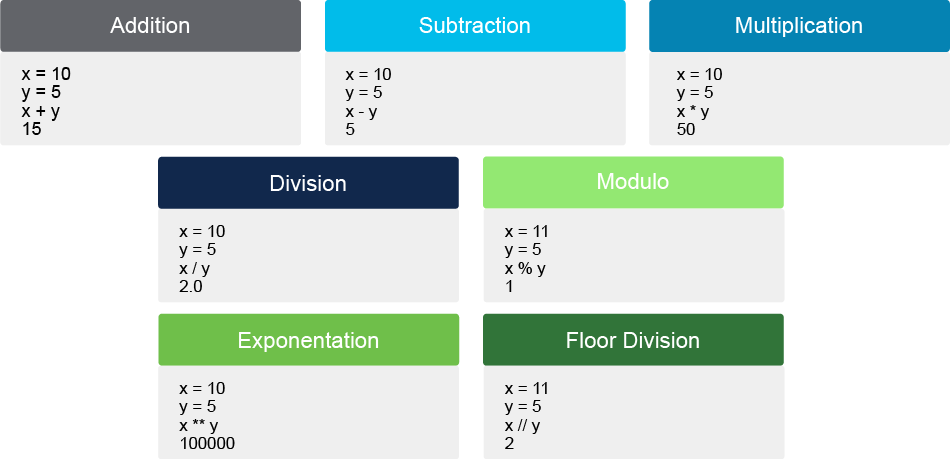 Addition
x = 10
y = 5
x + y
15
Subtraction
x = 10
y = 5
x - y
5
Multiplication
x = 10
y = 5
x * y
50
Division
x = 10
y = 5
x / y
2.0
Modulo
x = 11
y = 5
x % y
1
Exponentation
x = 10
y = 5
x ** y
100000
Floor Division
x = 11
y = 5
x // y
2